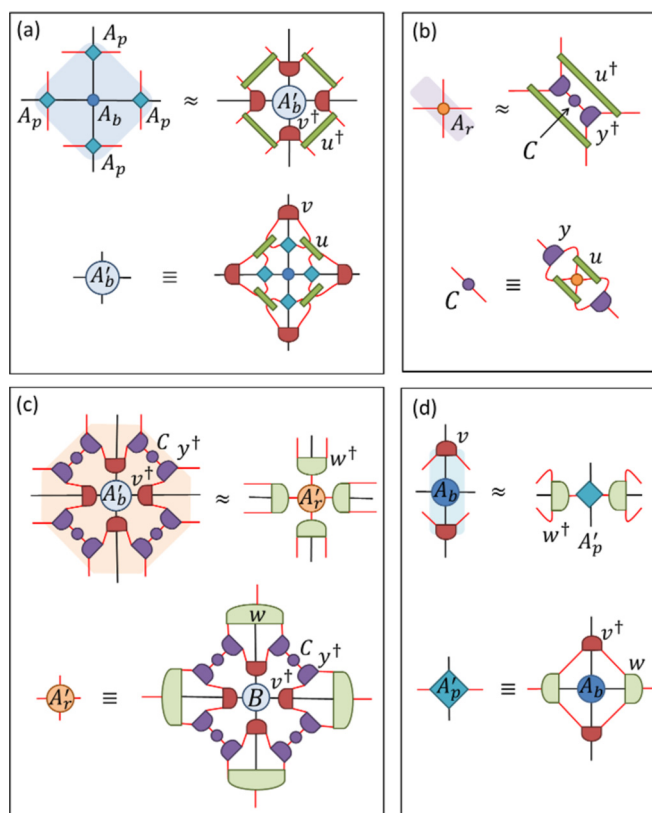 (a)
A_p
A_p
A_b
A_p
A_p
≈
A′_b
v†
u†
A′_b
≡
v
u
(b)
A_r
≈
u†
y†
C
C
≡
y
u
(c)
C
y†
v†
A′_b
≈
w†
A′_r
A′_r
≡
w
C
y†
v†
B
(d)
v
A_b
≈
w†
A′_p
A′_p
≡
v†
w
A_b